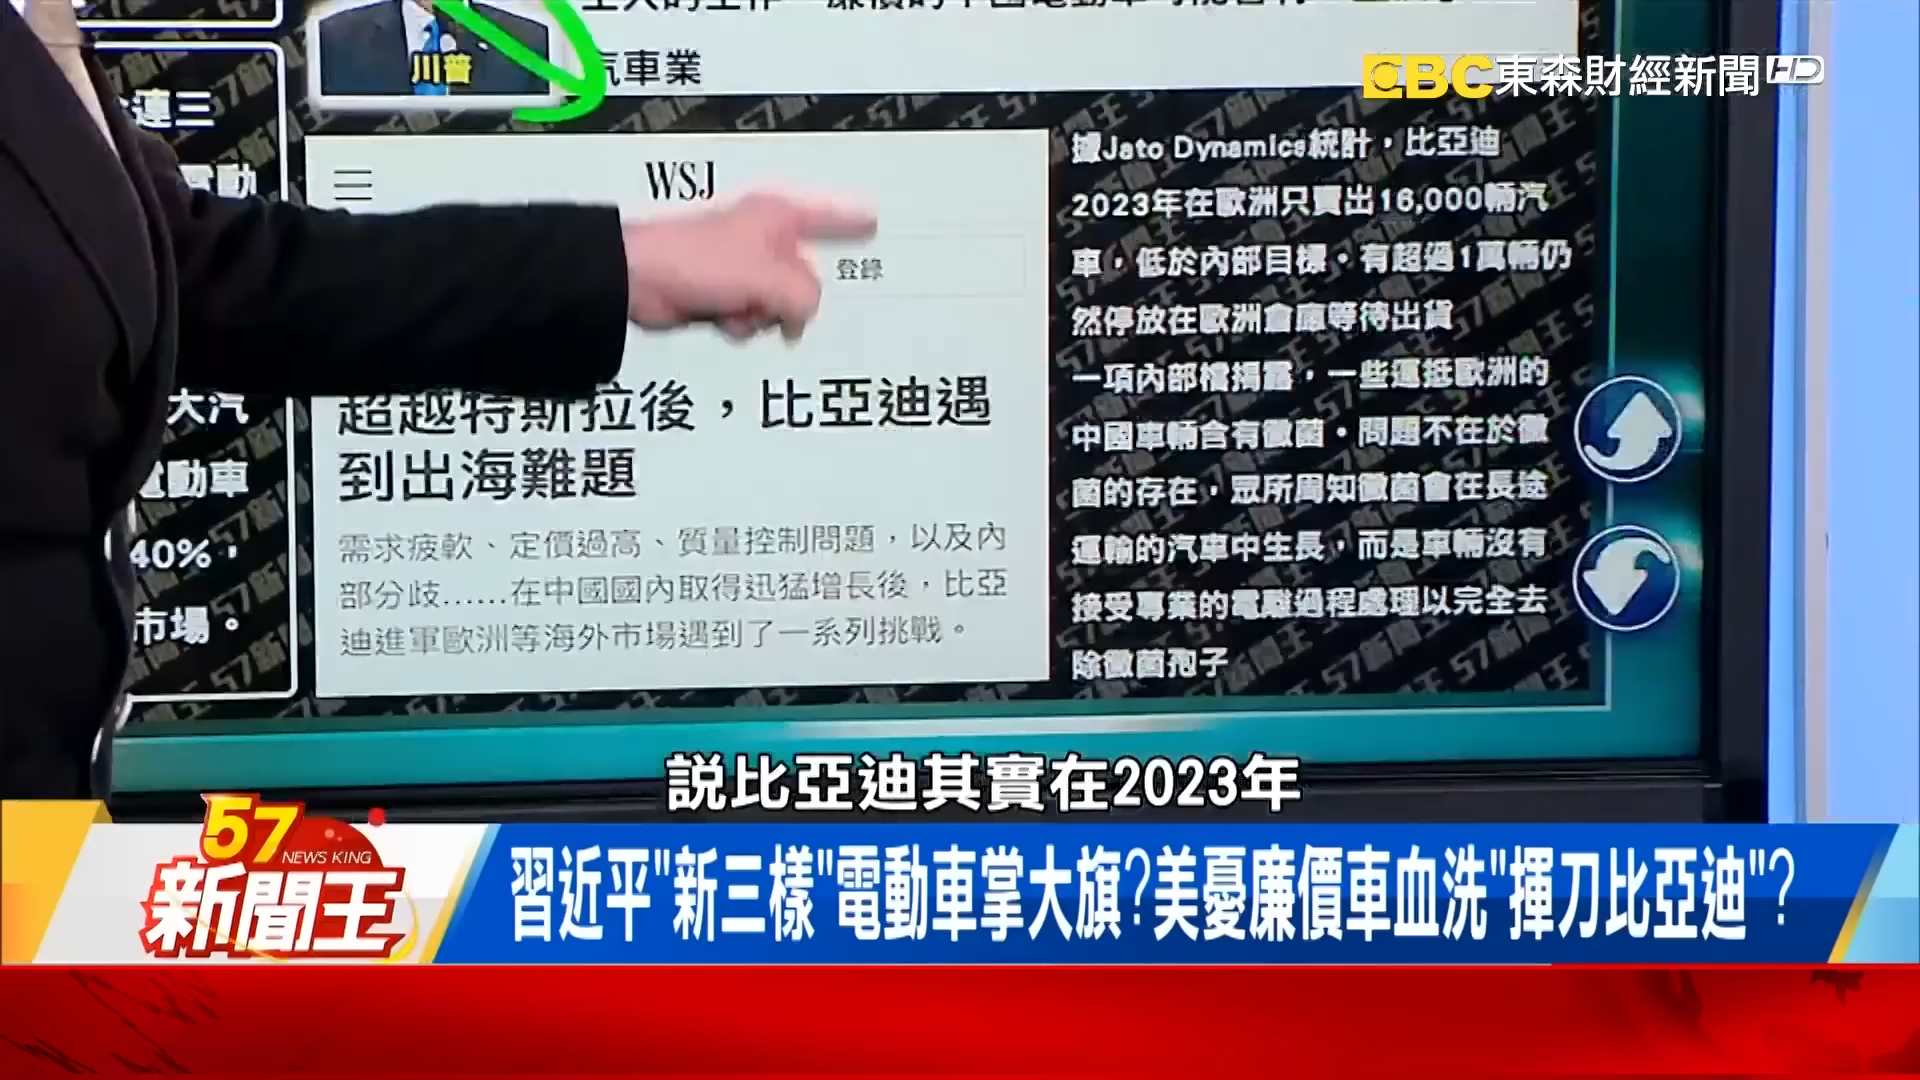 川普
汽車業
EBC東森財經新聞HD
連三
電動
大汽
電動車
40%，
市場。
WSJ
登錄
超越特斯拉後，比亞迪遇
到出海難題
需求疲軟、定價過高、質量控制問題，以及內
部分歧……在中國國內取得迅猛增長後，比亞
迪進軍歐洲等海外市場遇到了一系列挑戰。
據Jato Dynamics統計，比亞迪
2023年在歐洲只賣出16,000輛汽
車，低於內部目標。有超過1萬輛仍
然停放在歐洲倉庫等待出貨
一項內部檔揭露，一些運抵歐洲的
中國車輛含有黴菌。問題不在於黴
菌的存在，眾所周知黴菌會在長途
運輸的汽車中生長，而是車輛沒有
接受專業的電離過程處理以完全去
除黴菌孢子
說比亞迪其實在2023年
57
NEWS KING
新聞王
習近平"新三樣"電動車掌大旗?美憂廉價車血洗"揮刀比亞迪"?